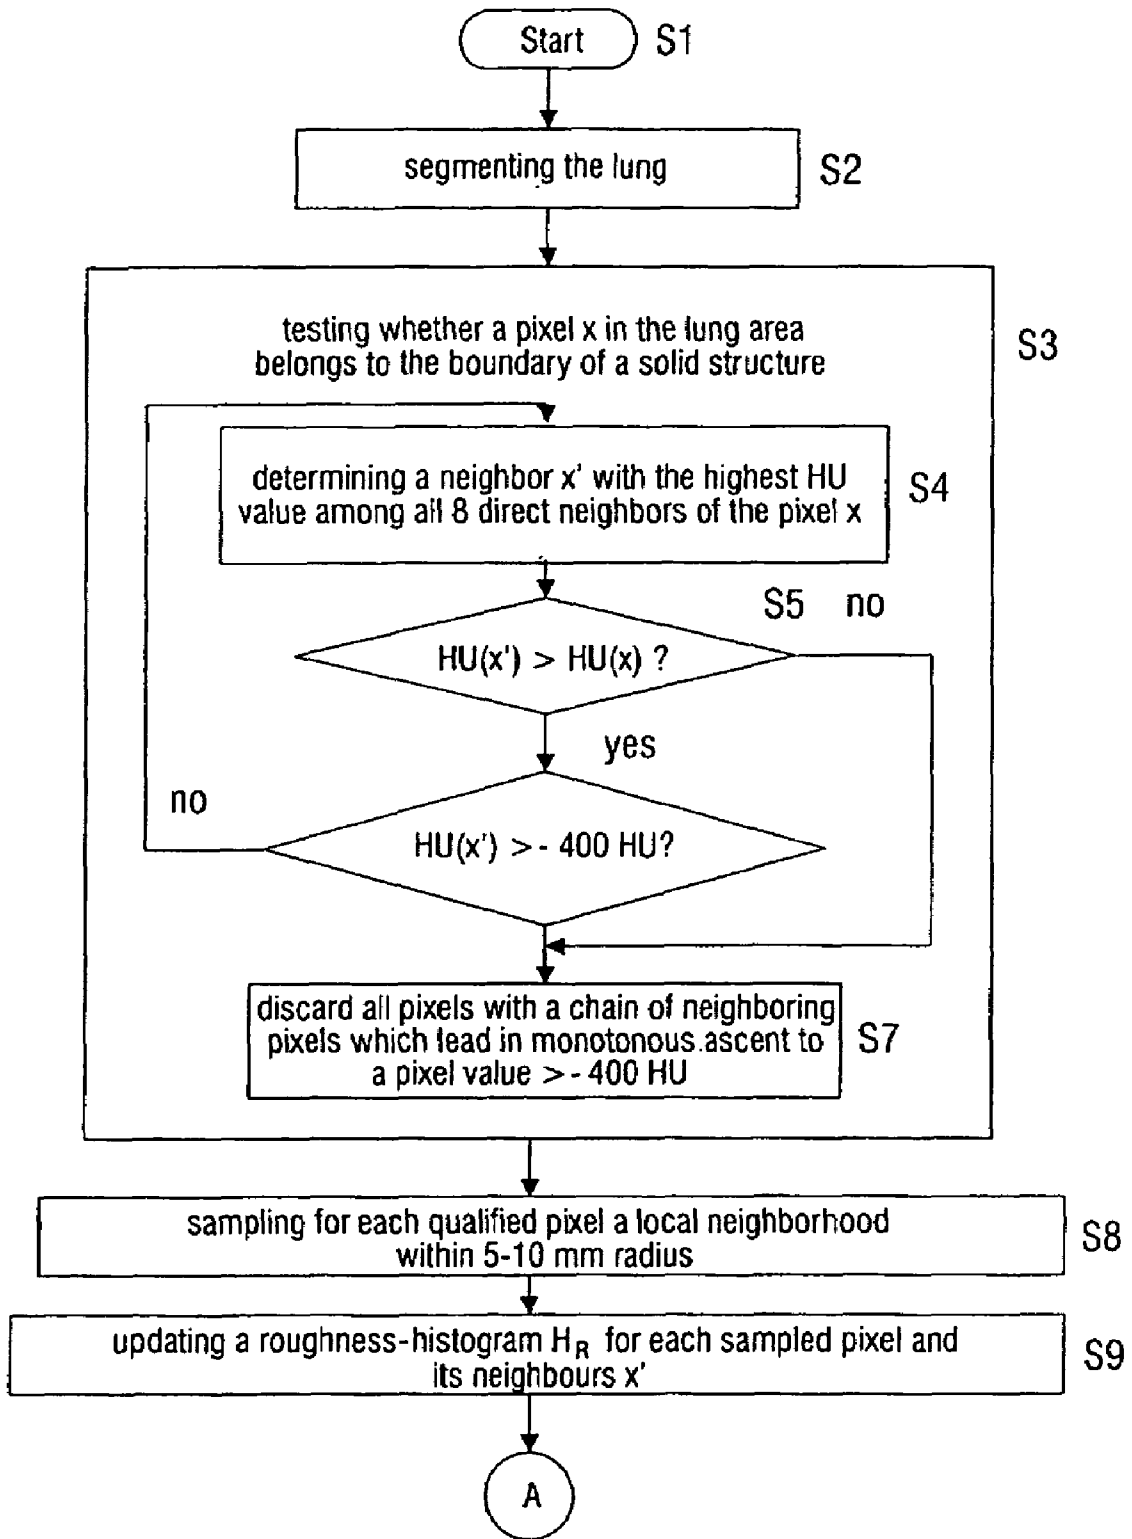 Start S1
segmenting the lung S2
testing whether a pixel x in the lung area
belongs to the boundary of a solid structure
S3
determining a neighbor x' with the highest HU
value among all 8 direct neighbors of the pixel x
S4
S5 no
HU(x') > HU(x) ?
yes
no
HU(x') > - 400 HU?
discard all pixels with a chain of neighboring
pixels which lead in monotonous.ascent to
a pixel value > - 400 HU
S7
sampling for each qualified pixel a local neighborhood
within 5-10 mm radius
S8
updating a roughness-histogram HR for each sampled pixel and
its neighbours x'
S9
A